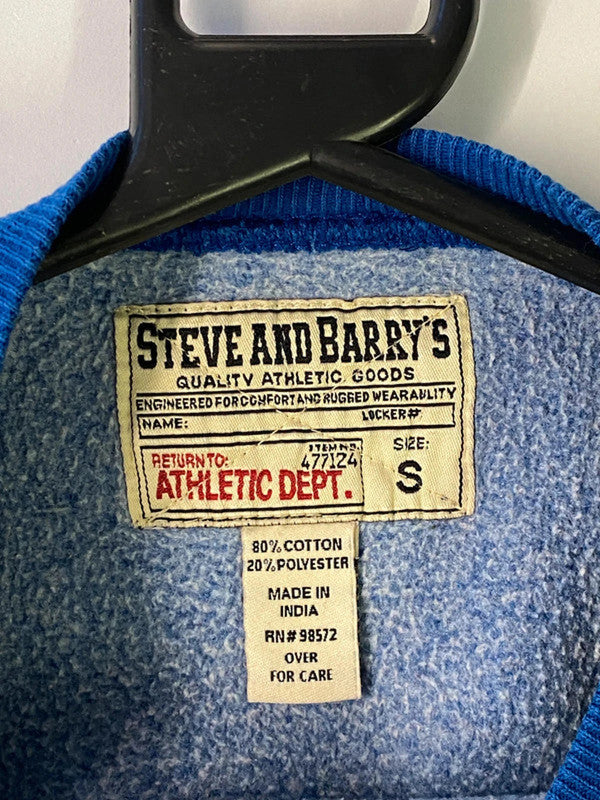 STEVE AND BARRY'S
QUALITY ATHLETIC GOODS
ENGINEERED FOR COMFORT AND RUGGED WEARABLITY
NAME: LOCKER#
RETURN TO: ITEM NO. SIZE:
477124
ATHLETIC DEPT. S
80% COTTON
20% POLYESTER
MADE IN
INDIA
RN# 98572
OVER
FOR CARE